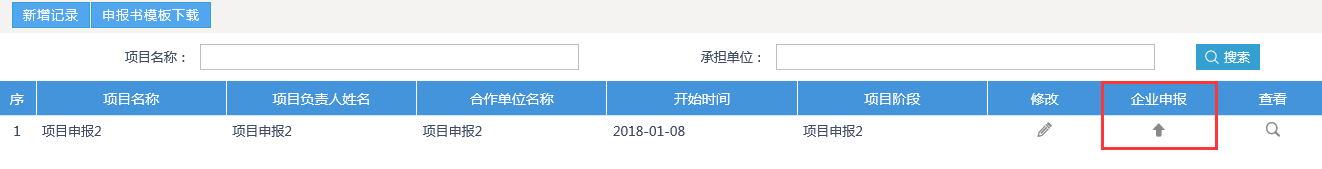 新增记录 申报书模板下载
项目名称： 承担单位： 搜索
序 项目名称 项目负责人姓名 合作单位名称 开始时间 项目阶段 修改 企业申报 查看
1 项目申报2 项目申报2 项目申报2 2018-01-08 项目申报2